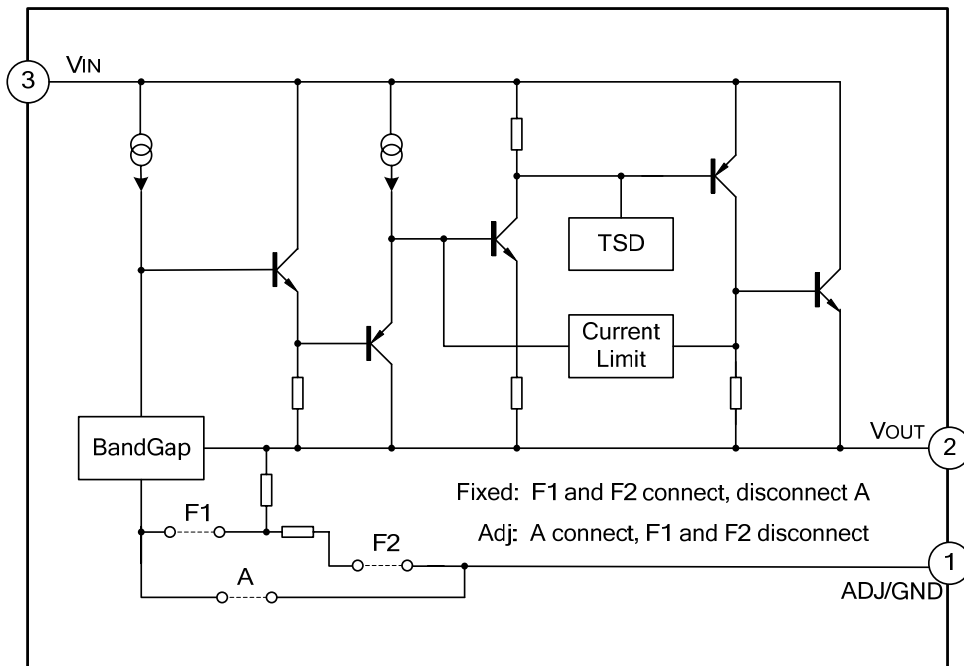 3
VIN
TSD
Current
Limit
BandGap
VOUT
2
Fixed: F1 and F2 connect, disconnect A
F1
Adj: A connect, F1 and F2 disconnect
F2
1
A
ADJ/GND